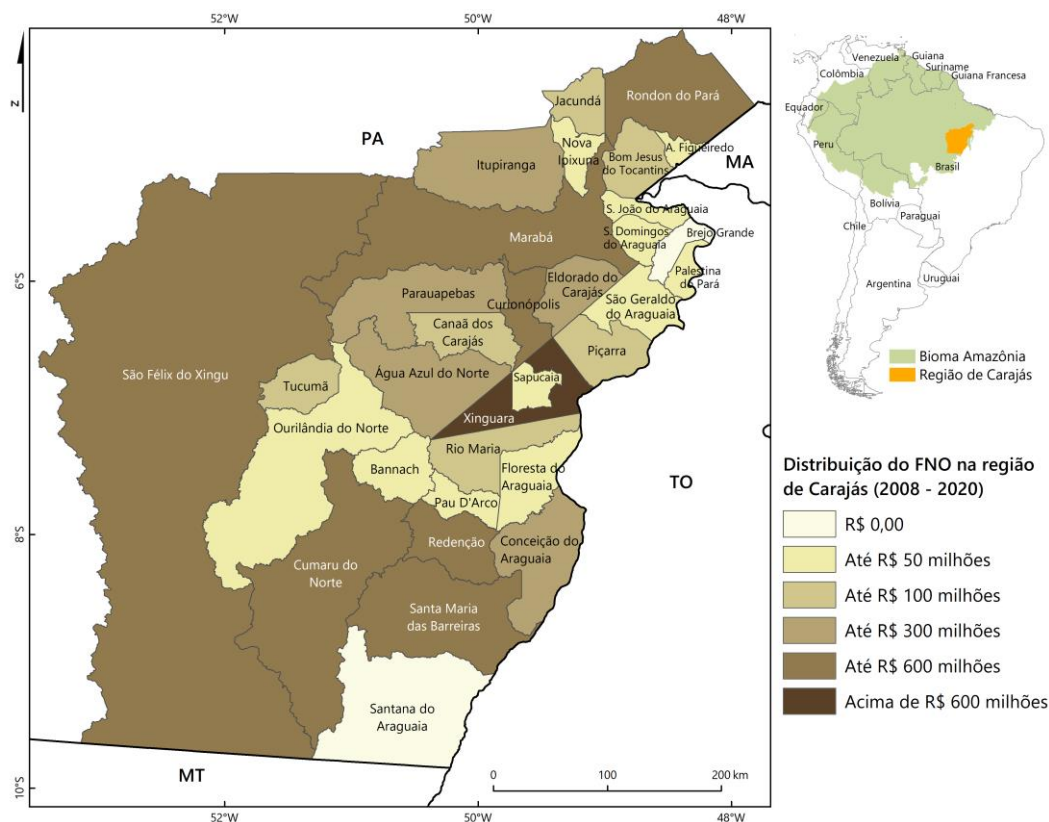 52°W
50°W
48°W
N
PA
MA
TO
MT
Rondon do Pará
Jacundá
Nova
Ipixuna
A. Figueiredo
Bom Jesus
do Tocantins
Itupiranga
S. João do Araguaia
Marabá
S. Domingos
do Araguaia
Brejo Grande
Palestina
do Pará
Eldorado do
Carajás
São Geraldo
do Araguaia
Parauapebas
Curionópolis
Canaã dos
Carajás
Piçarra
São Félix do Xingu
Tucumã
Água Azul do Norte
Sapucaia
Xinguara
Ourilândia do Norte
Rio Maria
Bannach
Floresta do
Araguaia
Pau D'Arco
Redenção
Conceição do
Araguaia
Cumaru do
Norte
Santa Maria
das Barreiras
Santana do
Araguaia
6°S
8°S
10°S
0
100
200 km
52°W
50°W
48°W
Venezuela
Guiana
Suriname
Guiana Francesa
Colômbia
Equador
Peru
Brasil
Bolívia
Paraguai
Chile
Uruguai
Argentina
Bioma Amazônia
Região de Carajás
Distribuição do FNO na região
de Carajás (2008 - 2020)
R$ 0,00
Até R$ 50 milhões
Até R$ 100 milhões
Até R$ 300 milhões
Até R$ 600 milhões
Acima de R$ 600 milhões